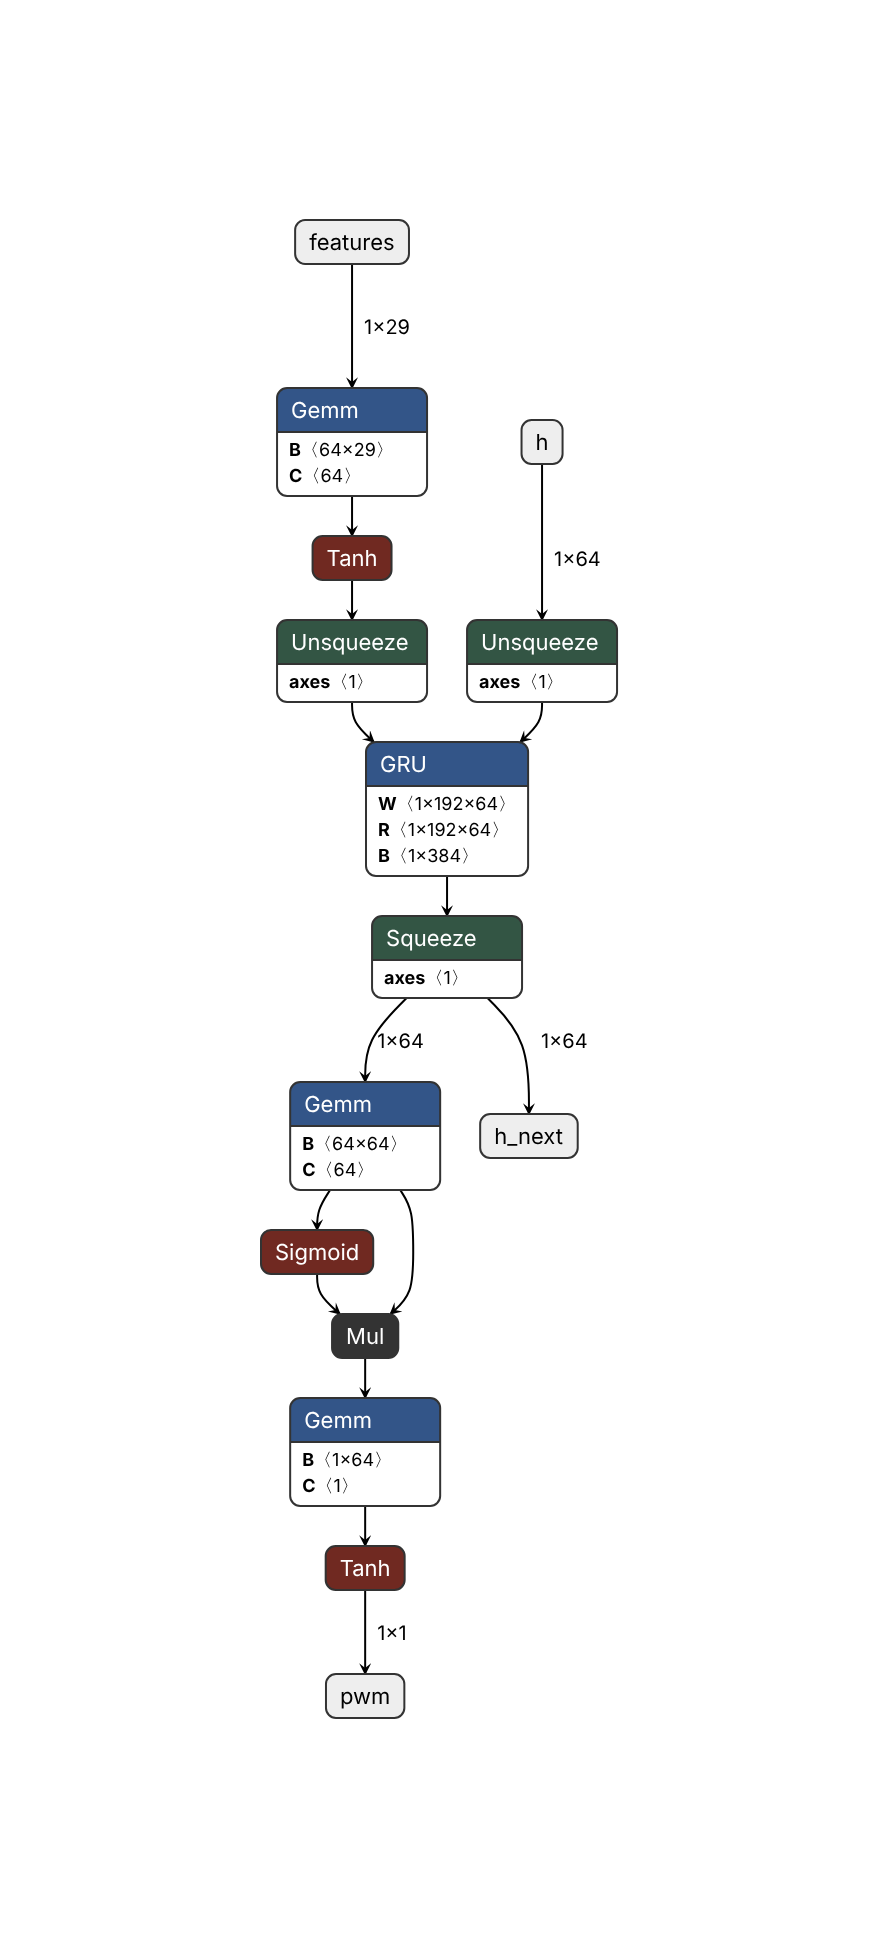 features
1×29
Gemm
B〈64×29〉
C〈64〉
h
Tanh
1×64
Unsqueeze
axes〈1〉
Unsqueeze
axes〈1〉
GRU
W〈1×192×64〉
R〈1×192×64〉
B〈1×384〉
Squeeze
axes〈1〉
1×64
1×64
Gemm
B〈64×64〉
C〈64〉
h_next
Sigmoid
Mul
Gemm
B〈1×64〉
C〈1〉
Tanh
1×1
pwm